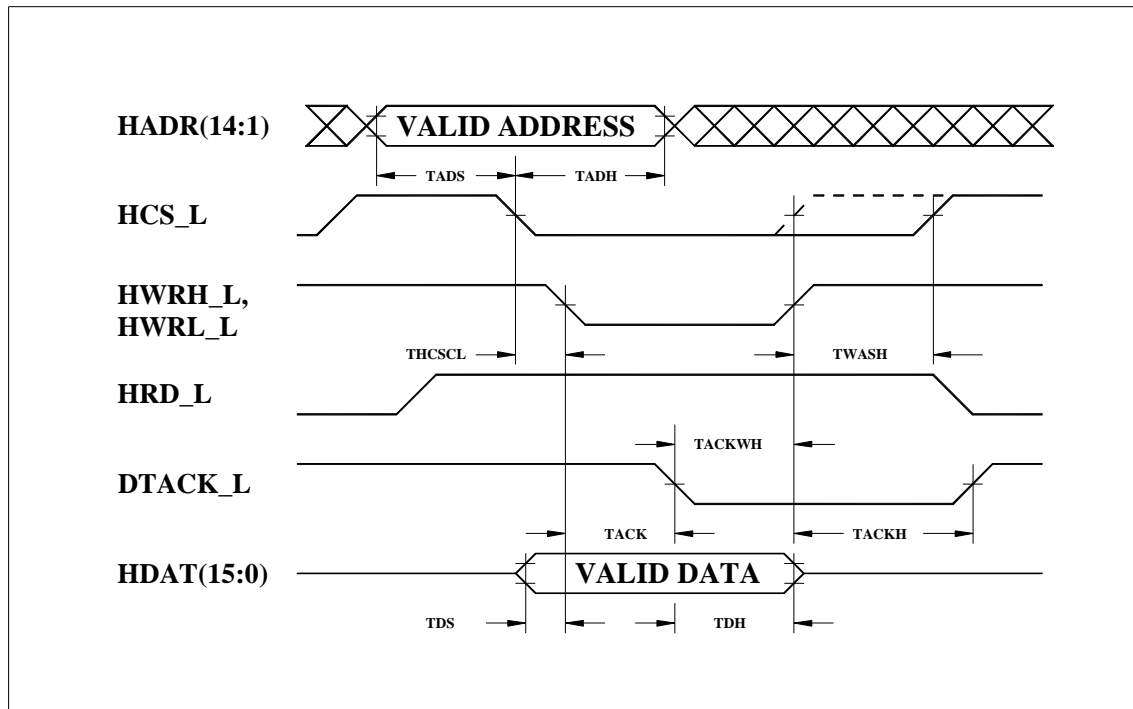 HADR(14:1)
VALID ADDRESS
TADS
TADH
HCS_L
HWRH_L,
HWRL_L
THCSCL
TWASH
HRD_L
TACKWH
DTACK_L
TACK
TACKH
HDAT(15:0)
VALID DATA
TDS
TDH